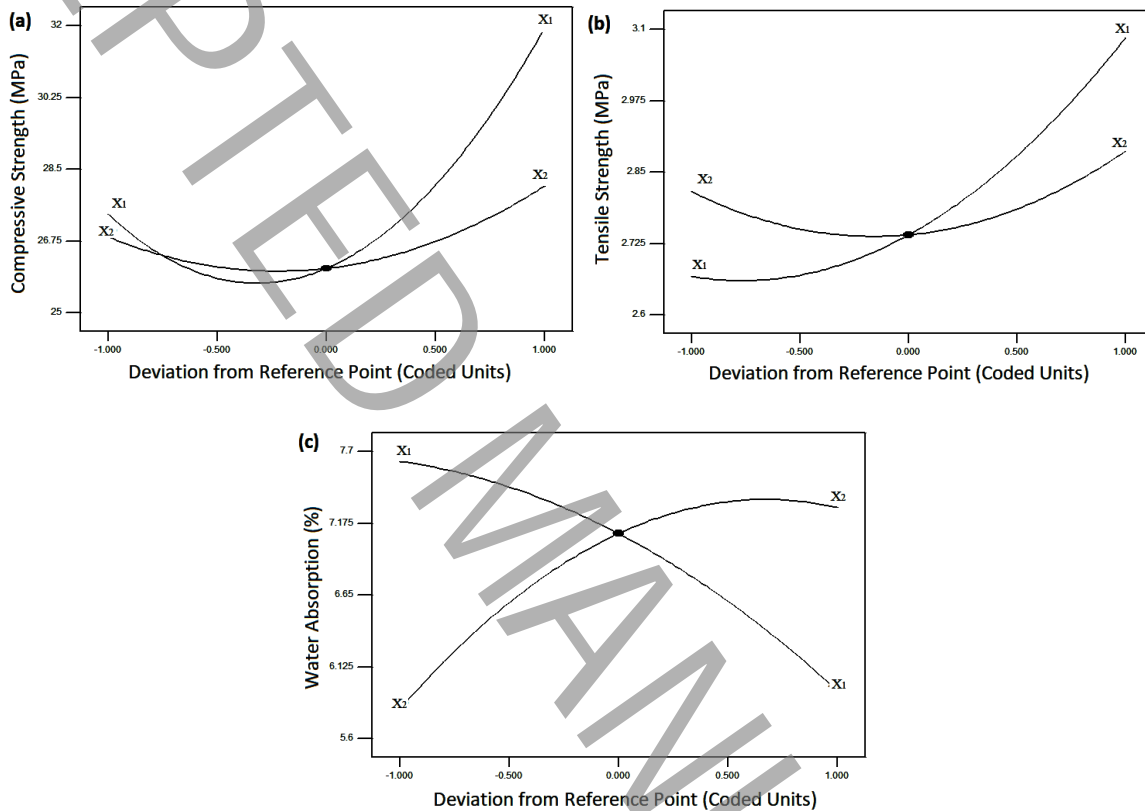 (a)
Compressive Strength (MPa)
32
30.25
28.5
26.75
25
X1
X2
X1
X2
-1.000 -0.500 0.000 0.500 1.000
Deviation from Reference Point (Coded Units)
(b)
Tensile Strength (MPa)
3.1
2.975
2.85
2.725
2.6
X1
X2
X2
X1
-1.000 -0.500 0.000 0.500 1.000
Deviation from Reference Point (Coded Units)
(c)
Water Absorption (%)
7.7
7.175
6.65
6.125
5.6
X1
X2
X2
X1
-1.000 -0.500 0.000 0.500 1.000
Deviation from Reference Point (Coded Units)
PTED MAN